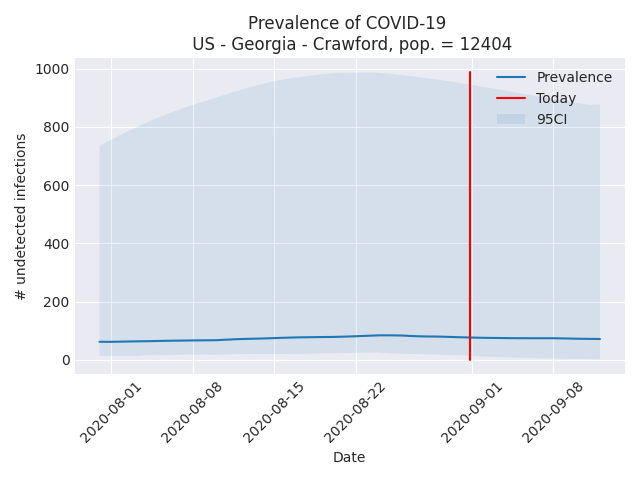 Prevalence of COVID-19
US - Georgia - Crawford, pop. = 12404
1000
800
600
400
200
0
# undetected infections
Prevalence
Today
95CI
2020-08-01
2020-08-08
2020-08-15
2020-08-22
2020-09-01
2020-09-08
Date